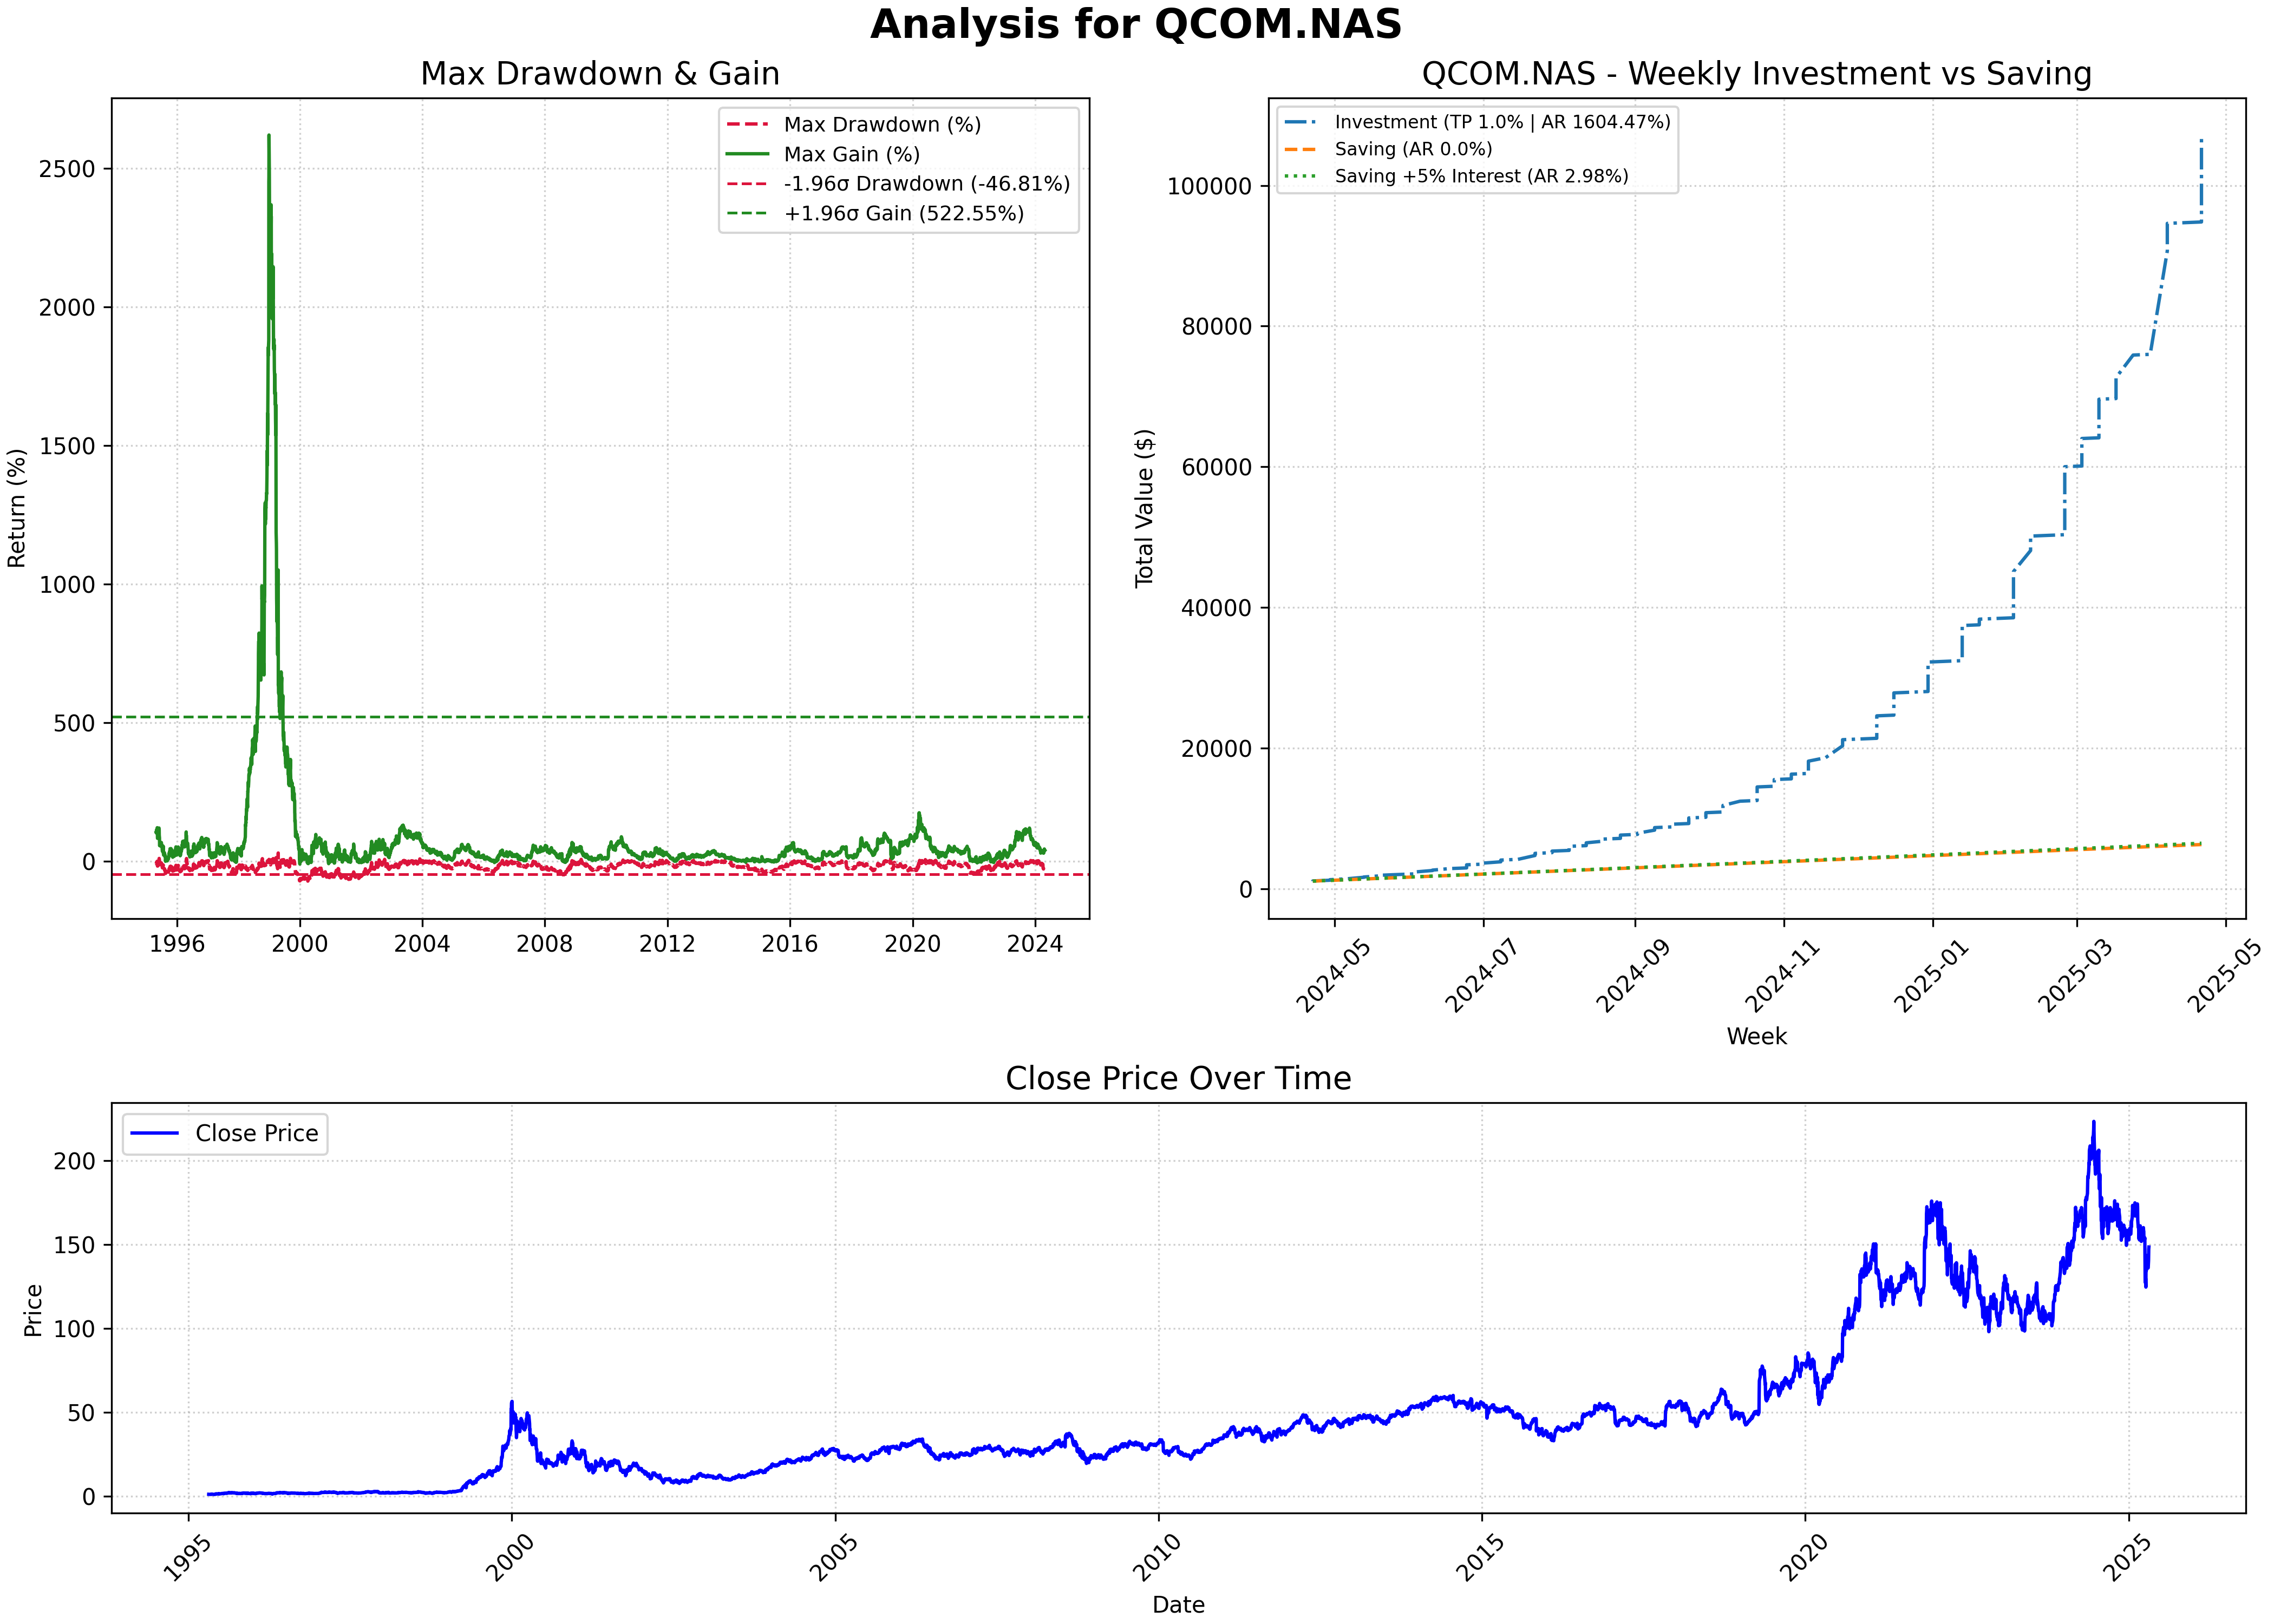 Analysis for QCOM.NAS
Max Drawdown & Gain
Return (%)
2500
2000
1500
1000
500
0
Max Drawdown (%)
Max Gain (%)
-1.96σ Drawdown (-46.81%)
+1.96σ Gain (522.55%)
1996 2000 2004 2008 2012 2016 2020 2024
QCOM.NAS - Weekly Investment vs Saving
Total Value ($)
100000
80000
60000
40000
20000
0
Investment (TP 1.0% | AR 1604.47%)
Saving (AR 0.0%)
Saving +5% Interest (AR 2.98%)
2024-05 2024-07 2024-09 2024-11 2025-01 2025-03 2025-05
Week
Close Price Over Time
Price
200
150
100
50
0
Close Price
1995 2000 2005 2010 2015 2020 2025
Date